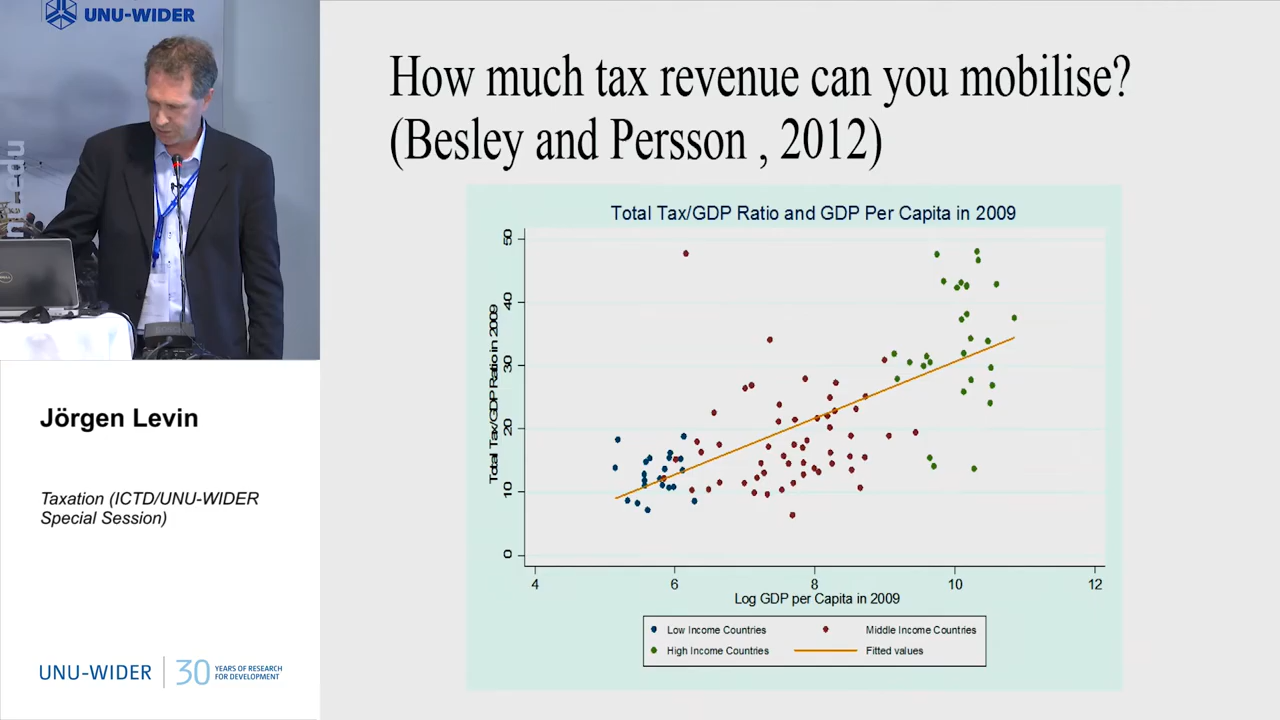 UNU-WIDER
How much tax revenue can you mobilise?
(Besley and Persson , 2012)
Total Tax/GDP Ratio and GDP Per Capita in 2009
Total Tax/GDP Ratio in 2009
50
40
30
20
10
0
4 6 8 10 12
Log GDP per Capita in 2009
Low Income Countries Middle Income Countries
High Income Countries Fitted values
Jörgen Levin
Taxation (ICTD/UNU-WIDER
Special Session)
UNU-WIDER
30 YEARS OF RESEARCH
FOR DEVELOPMENT